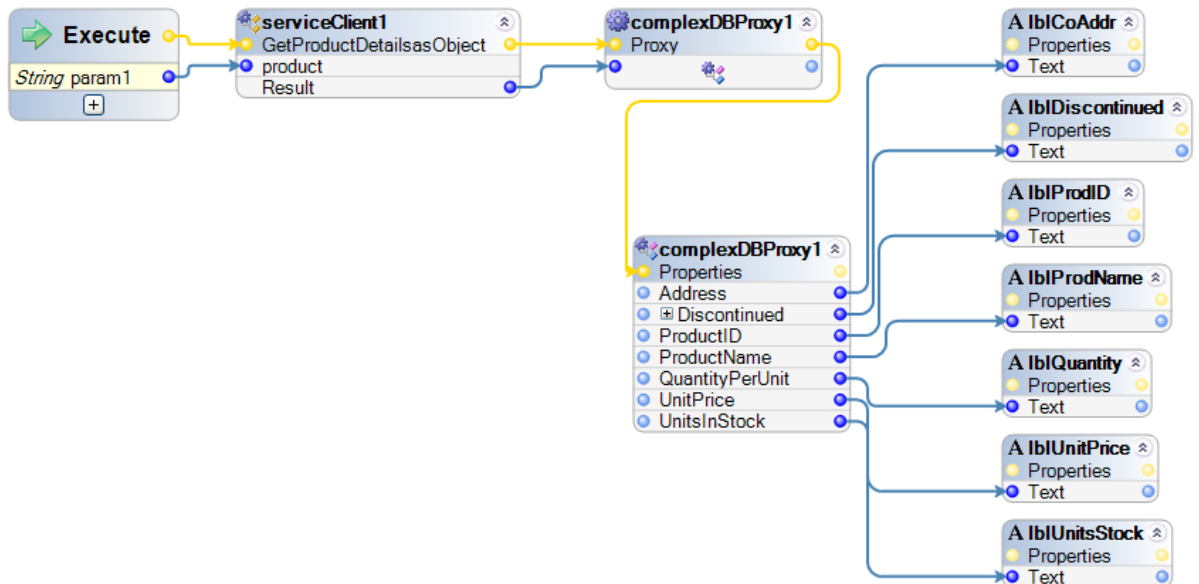 Execute
String param1
serviceClient1
GetProductDetailsasObject
product
Result
complexDBProxy1
Proxy
complexDBProxy1
Properties
Address
Discontinued
ProductID
ProductName
QuantityPerUnit
UnitPrice
UnitsInStock
A lblCoAddr
Properties
Text
A lblDiscontinued
Properties
Text
A lblProdID
Properties
Text
A lblProdName
Properties
Text
A lblQuantity
Properties
Text
A lblUnitPrice
Properties
Text
A lblUnitsStock
Properties
Text